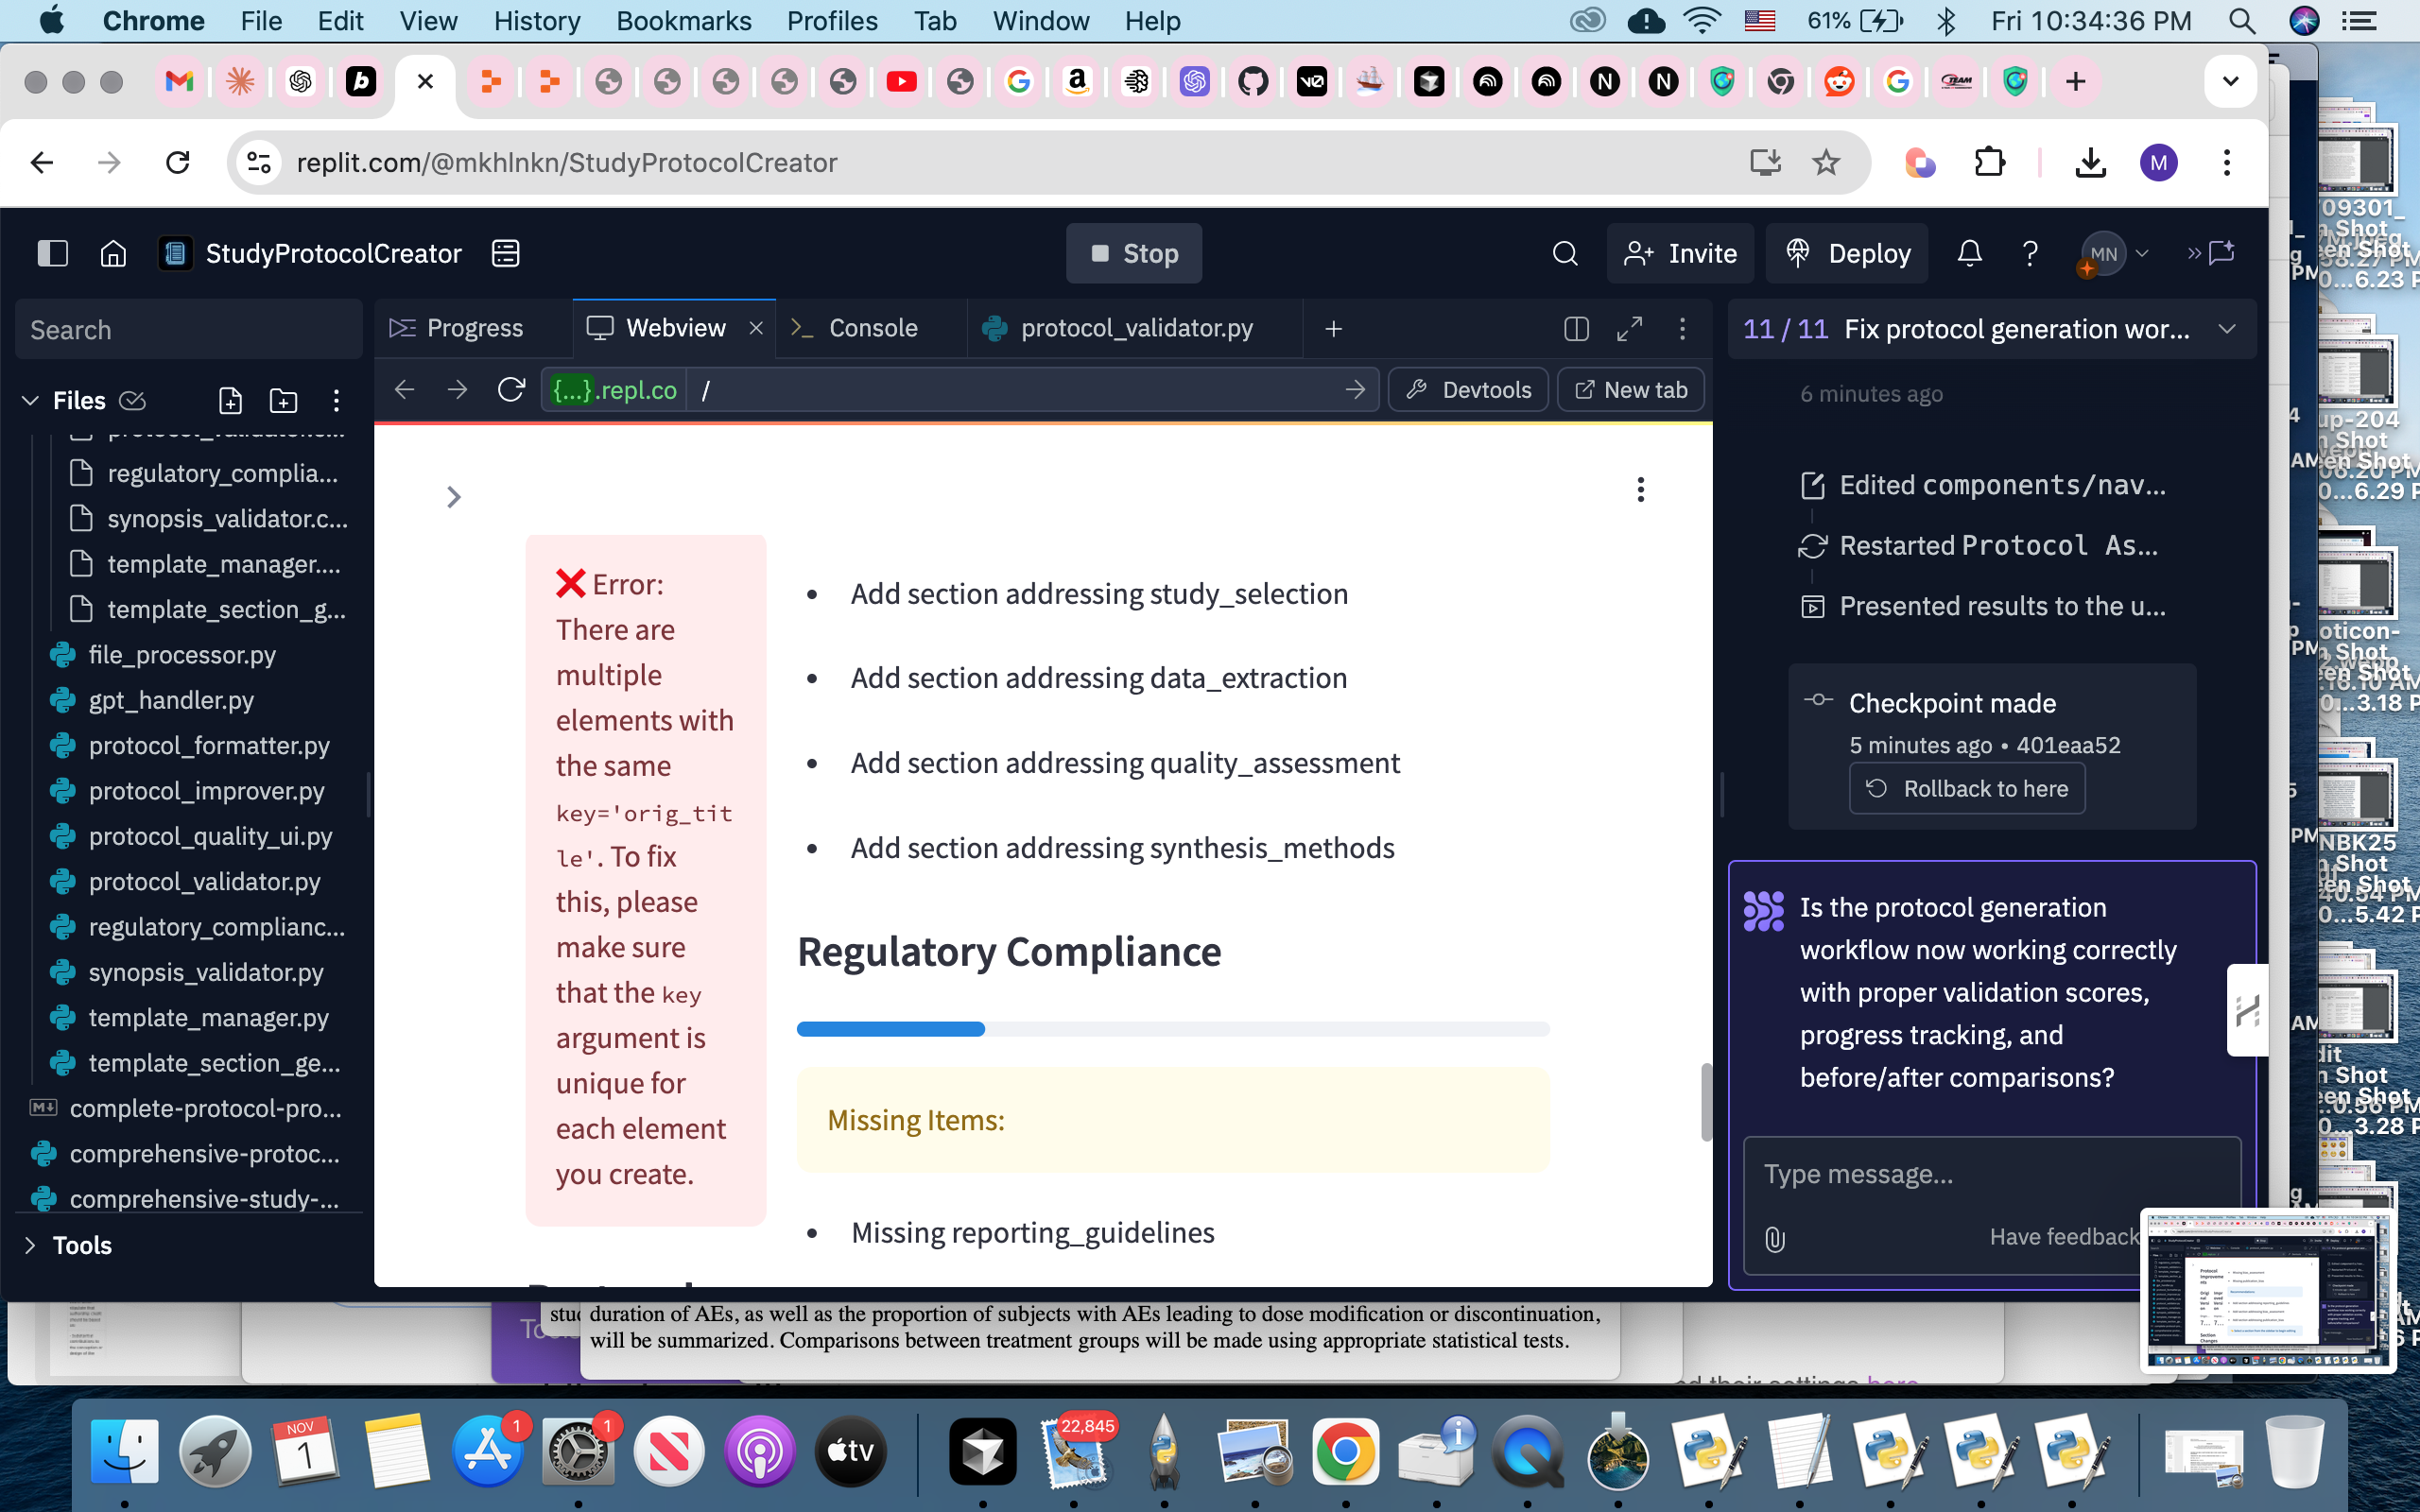 Chrome File Edit View History Bookmarks Profiles Tab Window Help
61% Fri 10:34:36 PM
replit.com/@mkhlnkn/StudyProtocolCreator
M
StudyProtocolCreator
Stop
Invite
Deploy
MN
Search
Files
regulatory_complia...
synopsis_validator.c...
template_manager....
template_section_g...
file_processor.py
gpt_handler.py
protocol_formatter.py
protocol_improver.py
protocol_quality_ui.py
protocol_validator.py
regulatory_complianc...
synopsis_validator.py
template_manager.py
template_section_ge...
complete-protocol-pro...
comprehensive-protoc...
comprehensive-study-...
Tools
Progress
Webview
Console
protocol_validator.py
{...}.repl.co /
Devtools
New tab
❌ Error:
There are
multiple
elements with
the same
key='orig_tit
le'. To fix
this, please
make sure
that the key
argument is
unique for
each element
you create.
• Add section addressing study_selection
• Add section addressing data_extraction
• Add section addressing quality_assessment
• Add section addressing synthesis_methods
Regulatory Compliance
Missing Items:
• Missing reporting_guidelines
11 / 11 Fix protocol generation wor...
6 minutes ago
Edited components/nav...
Restarted Protocol As...
Presented results to the u...
Checkpoint made
5 minutes ago • 401eaa52
Rollback to here
Is the protocol generation
workflow now working correctly
with proper validation scores,
progress tracking, and
before/after comparisons?
Type message...
Have feedback
duration of AEs, as well as the proportion of subjects with AEs leading to dose modification or discontinuation,
will be summarized. Comparisons between treatment groups will be made using appropriate statistical tests.
here
NOV
1
1
1
tv
22,845